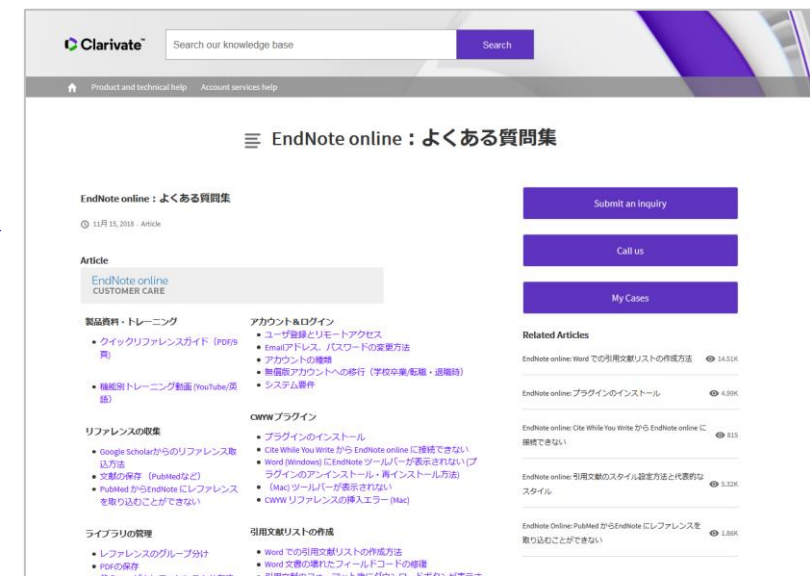 Clarivate™
Search our knowledge base
Search
Product and technical help
Account services help
EndNote online：よくある質問集
EndNote online：よくある質問集
11月 15, 2018 - Article
Article
EndNote online
CUSTOMER CARE
製品資料・トレーニング
クイックリファレンスガイド（PDF/9
頁)
機能別トレーニング動画 (YouTube/英
語)
リファレンスの収集
Google Scholarからのリファレンス取
込方法
文献の保存（PubMedなど）
PubMed からEndNote にレファレンス
を取り込むことができない
ライブラリの管理
レファレンスのグループ分け
PDFの保存
アカウント&ログイン
ユーザ登録とリモートアクセス
Emailアドレス、パスワードの変更方法
アカウントの種類
無償版アカウントへの移行（学校卒業/転職・退職時）
システム要件
CWYW プラグイン
プラグインのインストール
Cite While You Write から EndNote online に接続できない
Word (Windows) にEndNote ツールバーが表示されない (プ
ラグインのアンインストール・再インストール方法)
（Mac) ツールバーが表示されない
CWYW リファレンスの挿入エラー (Mac)
引用文献リストの作成
Word での引用文献リストの作成方法
Word 文書の壊れたフィールドコードの修復
Submit an inquiry
Call us
My Cases
Related Articles
EndNote online: Word での引用文献リストの作成方法 14.51K
EndNote online: プラグインのインストール 4.99K
EndNote online: Cite While You Write から EndNote online に
接続できない 815
EndNote online: 引用文献のスタイル設定方法と代表的な
スタイル 5.32K
EndNote Online: PubMed からEndNote にレファレンスを
取り込むことができない 1.86K